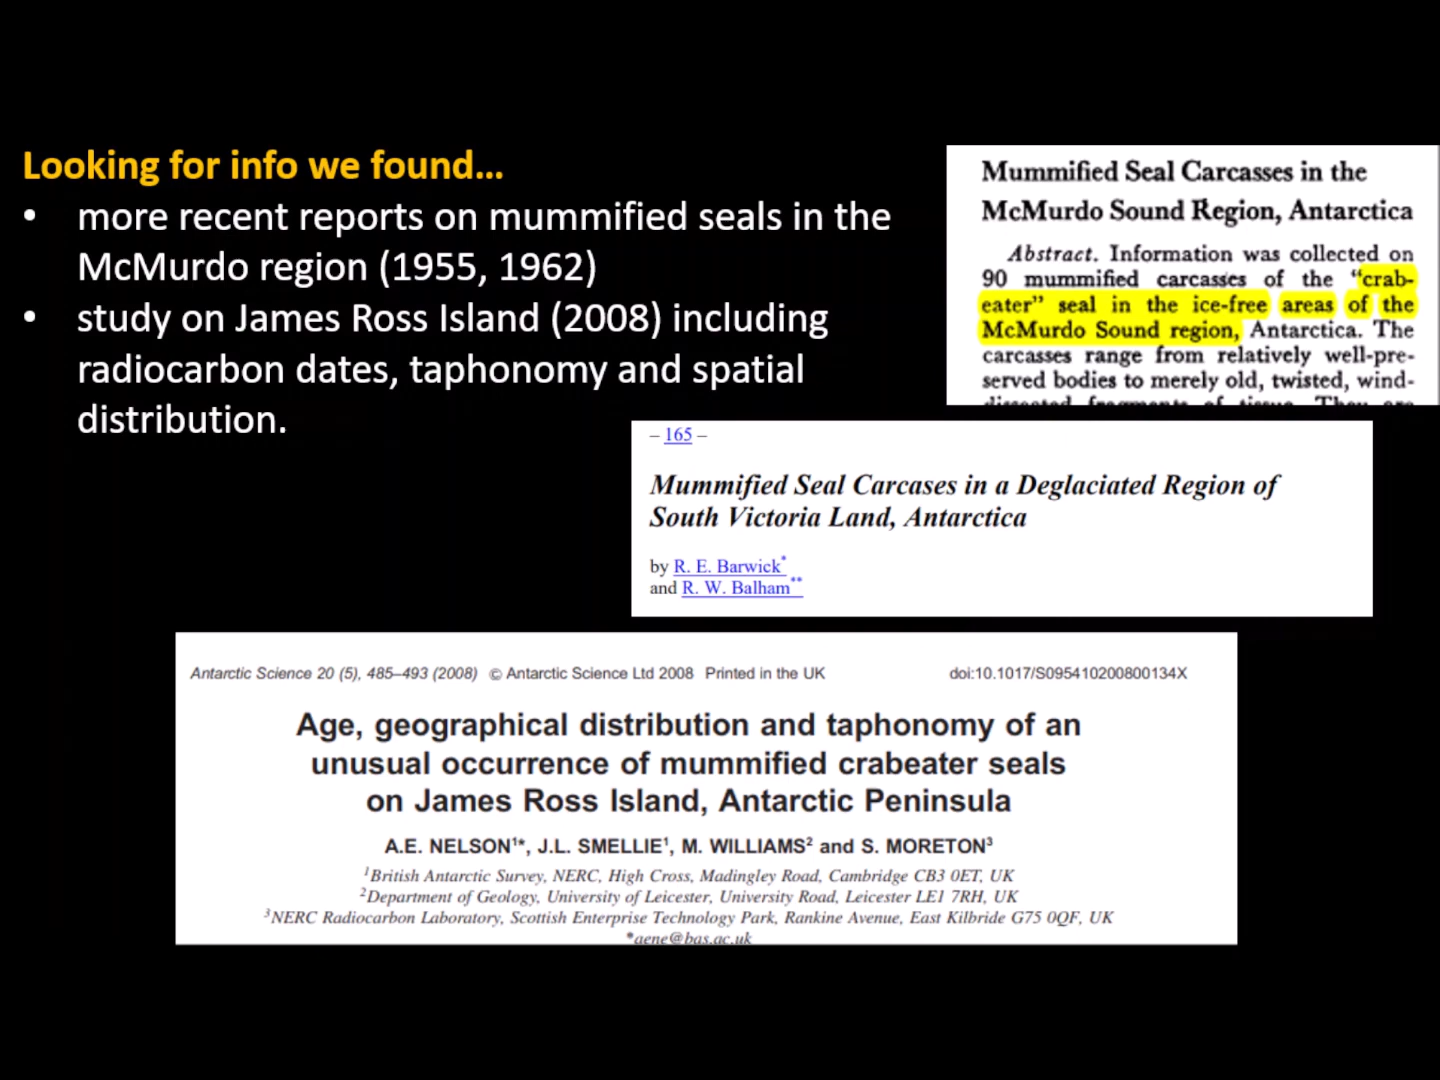 Looking for info we found...
• more recent reports on mummified seals in the
McMurdo region (1955, 1962)
• study on James Ross Island (2008) including
radiocarbon dates, taphonomy and spatial
distribution.
Mummified Seal Carcasses in the
McMurdo Sound Region, Antarctica
Abstract. Information was collected on
90 mummified carcasses of the “crab-
eater” seal in the ice-free areas of the
McMurdo Sound region, Antarctica. The
carcasses range from relatively well-pre-
served bodies to merely old, twisted, wind-
dissected fragments of tissue. They are
– 165 –
Mummified Seal Carcases in a Deglaciated Region of
South Victoria Land, Antarctica
by R. E. Barwick*
and R. W. Balham**
Antarctic Science 20 (5), 485–493 (2008) © Antarctic Science Ltd 2008 Printed in the UK doi:10.1017/S095410200800134X
Age, geographical distribution and taphonomy of an
unusual occurrence of mummified crabeater seals
on James Ross Island, Antarctic Peninsula
A.E. NELSON¹*, J.L. SMELLIE¹, M. WILLIAMS² and S. MORETON³
¹British Antarctic Survey, NERC, High Cross, Madingley Road, Cambridge CB3 0ET, UK
²Department of Geology, University of Leicester, University Road, Leicester LE1 7RH, UK
³NERC Radiocarbon Laboratory, Scottish Enterprise Technology Park, Rankine Avenue, East Kilbride G75 0QF, UK
*aene@bas.ac.uk